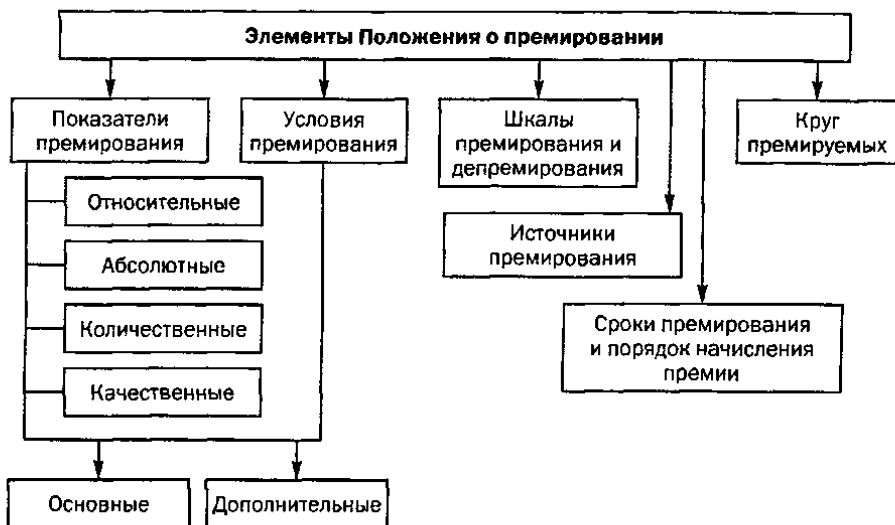 Элементы Положения о премировании
Показатели
премирования
Условия
премирования
Шкалы
премирования и
депремирования
Круг
премируемых
Относительные
Абсолютные
Количественные
Качественные
Источники
премирования
Сроки премирования
и порядок начисления
премии
Основные
Дополнительные